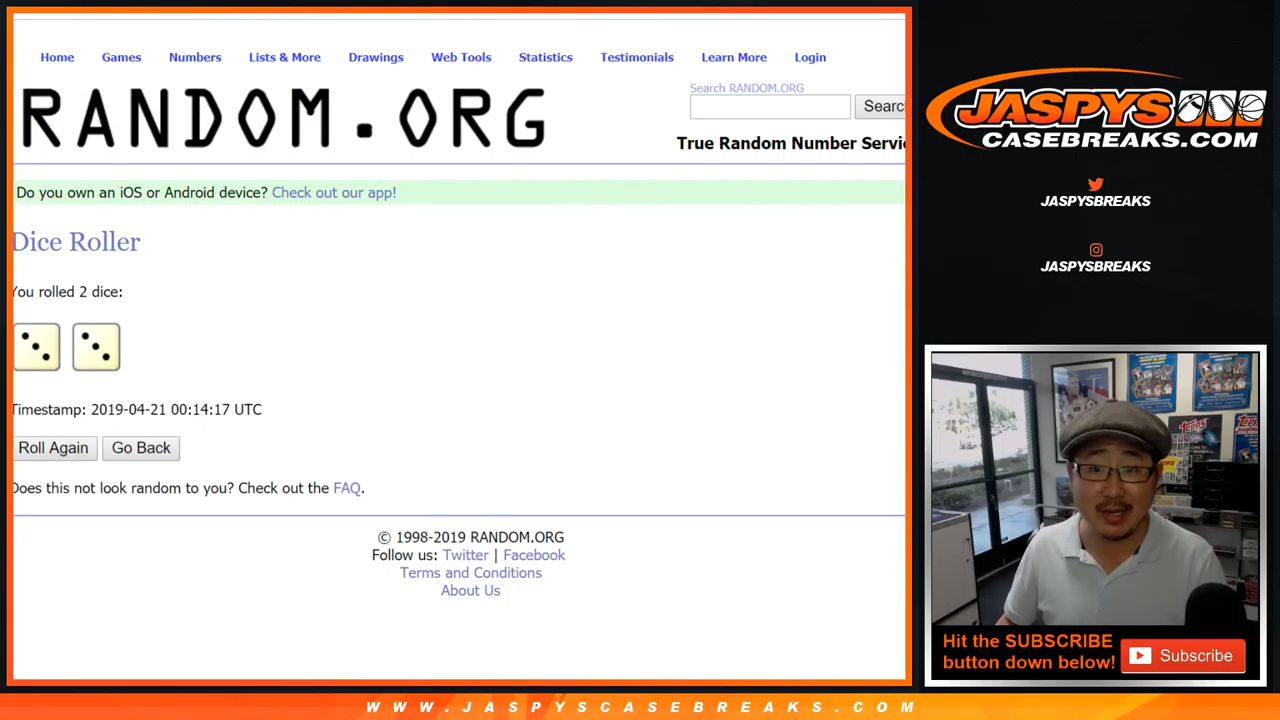 Home Games Numbers Lists & More Drawings Web Tools Statistics Testimonials Learn More Login
RANDOM.ORG
Search RANDOM.ORG
Searc
True Random Number Servi
Do you own an iOS or Android device? Check out our app!
Dice Roller
You rolled 2 dice:
Timestamp: 2019-04-21 00:14:17 UTC
Roll Again Go Back
Does this not look random to you? Check out the FAQ.
© 1998-2019 RANDOM.ORG
Follow us: Twitter | Facebook
Terms and Conditions
About Us
JASPYS
CASEBREAKS.COM
JASPYSBREAKS
JASPYSBREAKS
TOPPS
Hit the SUBSCRIBE
button down below!
Subscribe
WWW.JASPYSCASEBREAKS.COM